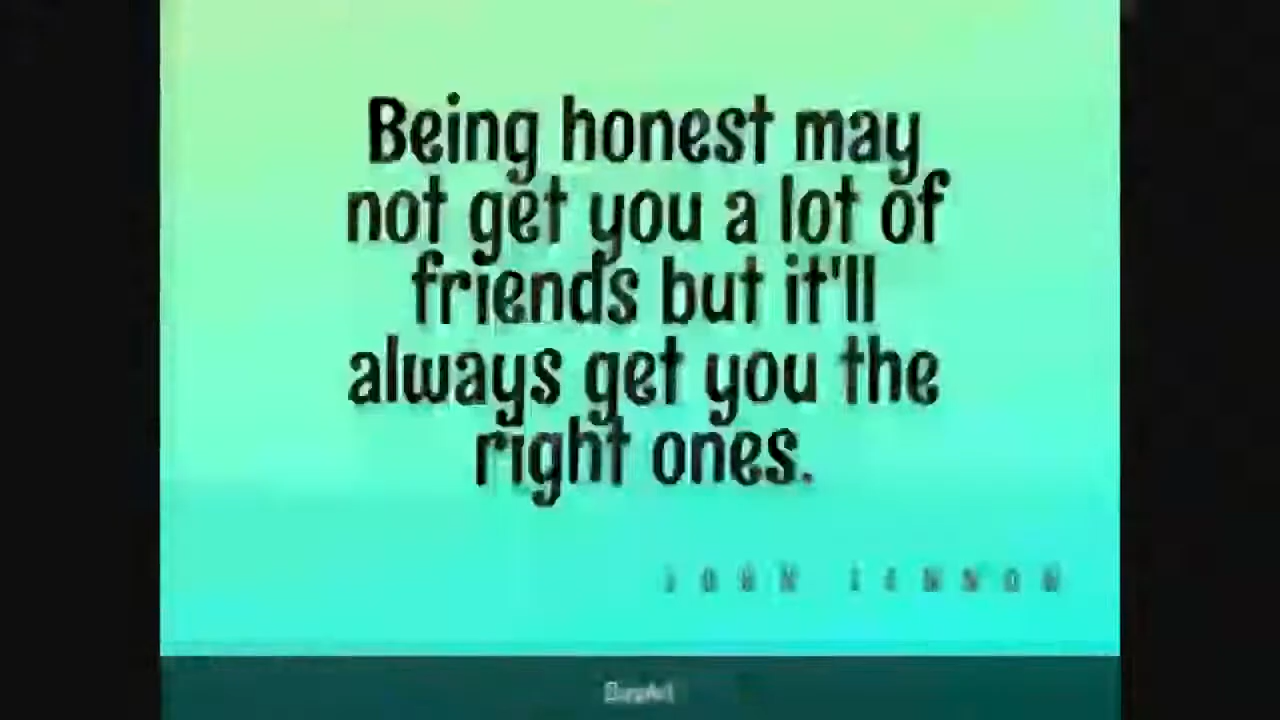 Being honest may
not get you a lot of
friends but it'll
always get you the
right ones.
JOHN LENNON